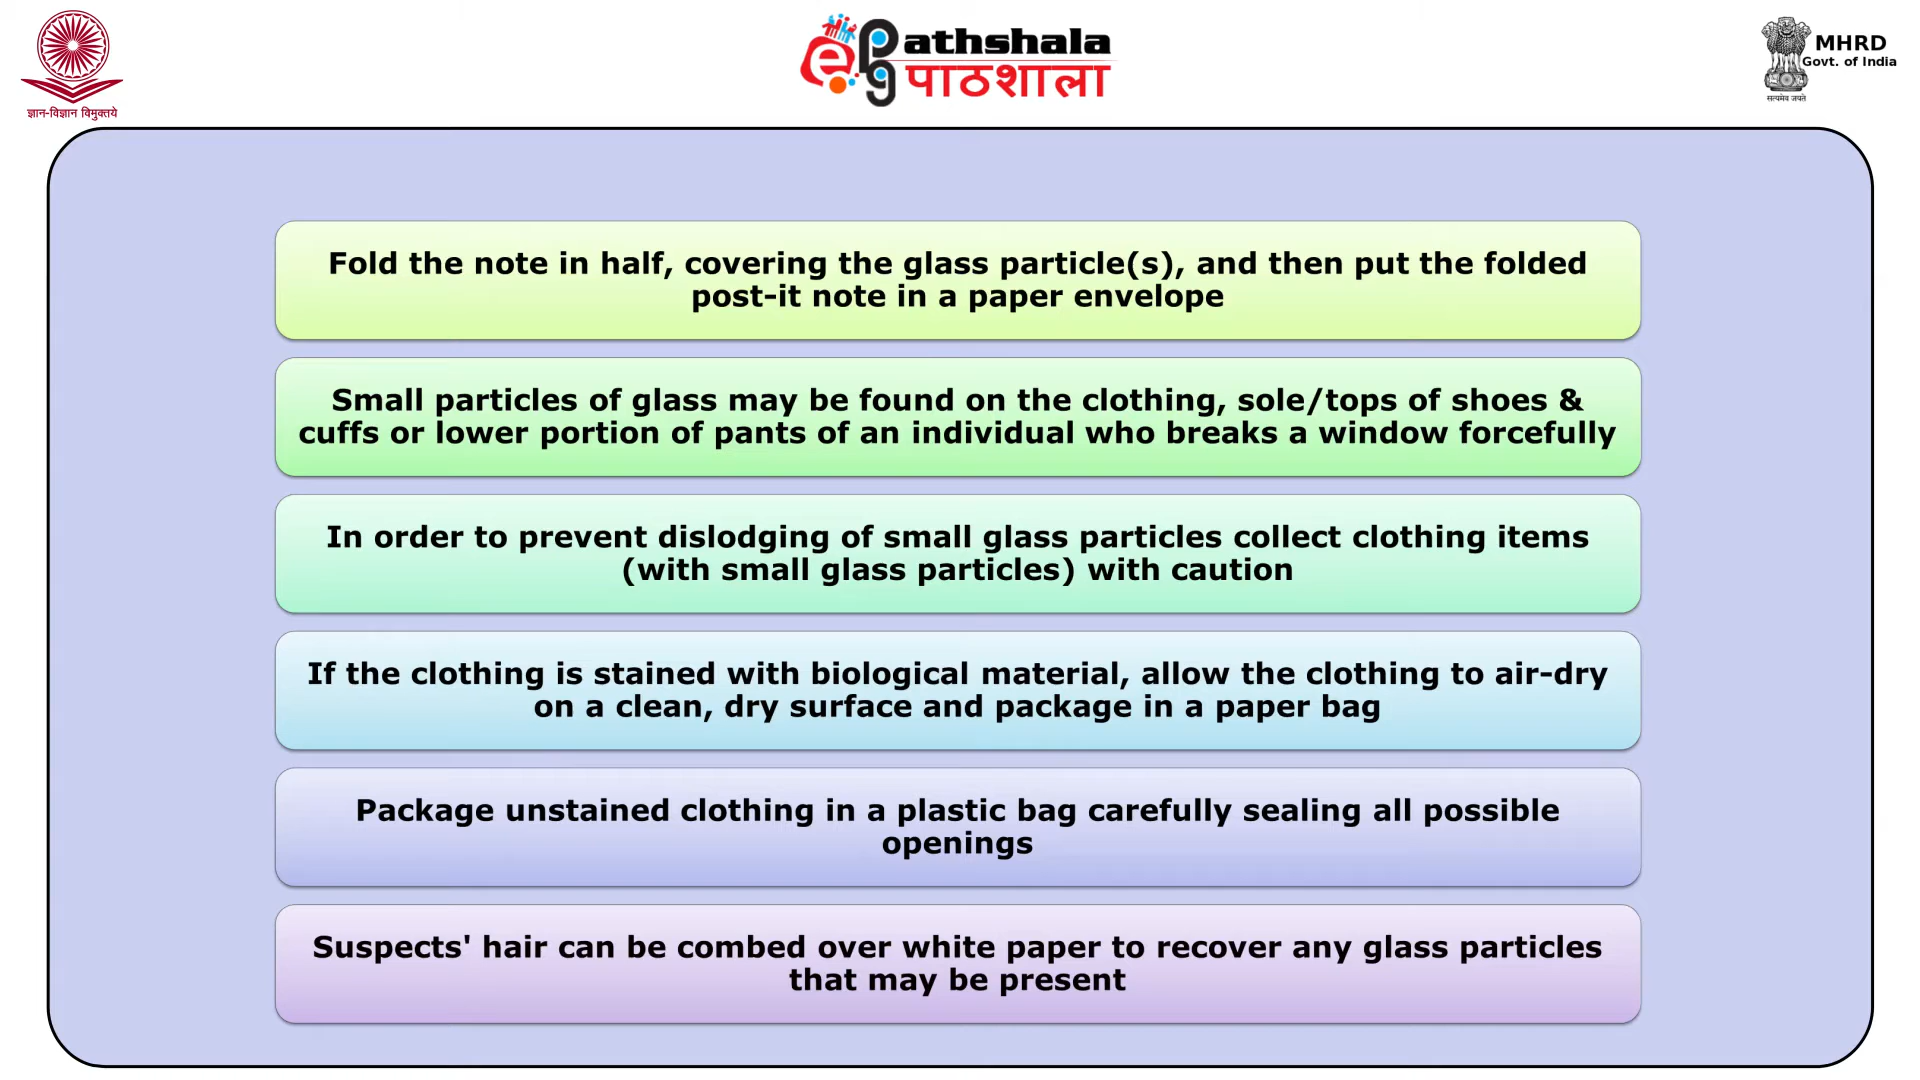 ज्ञान-विज्ञान विमुक्तये
e pg Pathshala
पाठशाला
सत्यमेव जयते
MHRD
Govt. of India
Fold the note in half, covering the glass particle(s), and then put the folded
post-it note in a paper envelope
Small particles of glass may be found on the clothing, sole/tops of shoes &
cuffs or lower portion of pants of an individual who breaks a window forcefully
In order to prevent dislodging of small glass particles collect clothing items
(with small glass particles) with caution
If the clothing is stained with biological material, allow the clothing to air-dry
on a clean, dry surface and package in a paper bag
Package unstained clothing in a plastic bag carefully sealing all possible
openings
Suspects' hair can be combed over white paper to recover any glass particles
that may be present